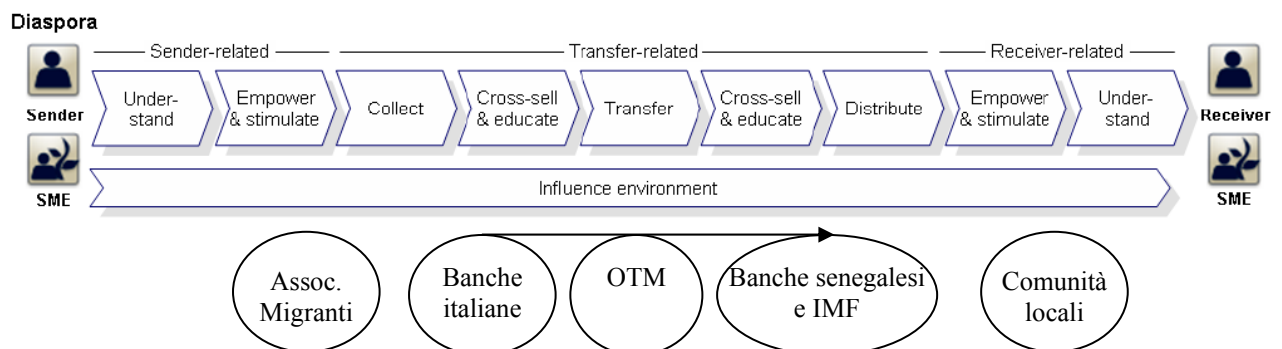 Diaspora
Sender-related
Transfer-related
Receiver-related
Sender
SME
Under-
stand
Empower
& stimulate
Collect
Cross-sell
& educate
Transfer
Cross-sell
& educate
Distribute
Empower
& stimulate
Under-
stand
Receiver
SME
Influence environment
Assoc.
Migranti
Banche
italiane
OTM
Banche senegalesi
e IMF
Comunità
locali